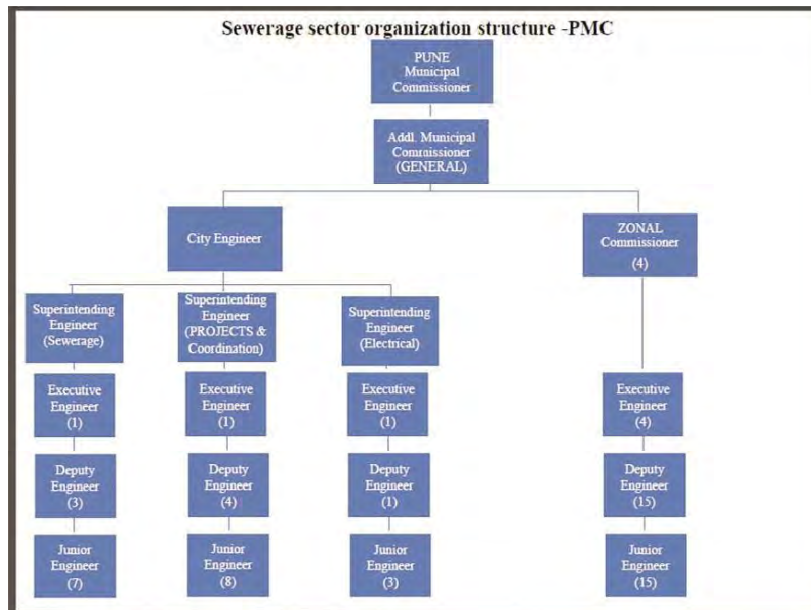 Sewerage sector organization structure -PMC
PUNE
Municipal
Commissioner
Addl. Municipal
Commissioner
(GENERAL)
City Engineer
ZONAL
Commissioner
(4)
Superintending
Engineer
(Sewerage)
Superintending
Engineer
(PROJECTS &
Coordination)
Superintending
Engineer
(Electrical)
Executive
Engineer
(1)
Executive
Engineer
(1)
Executive
Engineer
(1)
Executive
Engineer
(4)
Deputy
Engineer
(3)
Deputy
Engineer
(4)
Deputy
Engineer
(1)
Deputy
Engineer
(15)
Junior
Engineer
(7)
Junior
Engineer
(8)
Junior
Engineer
(3)
Junior
Engineer
(15)